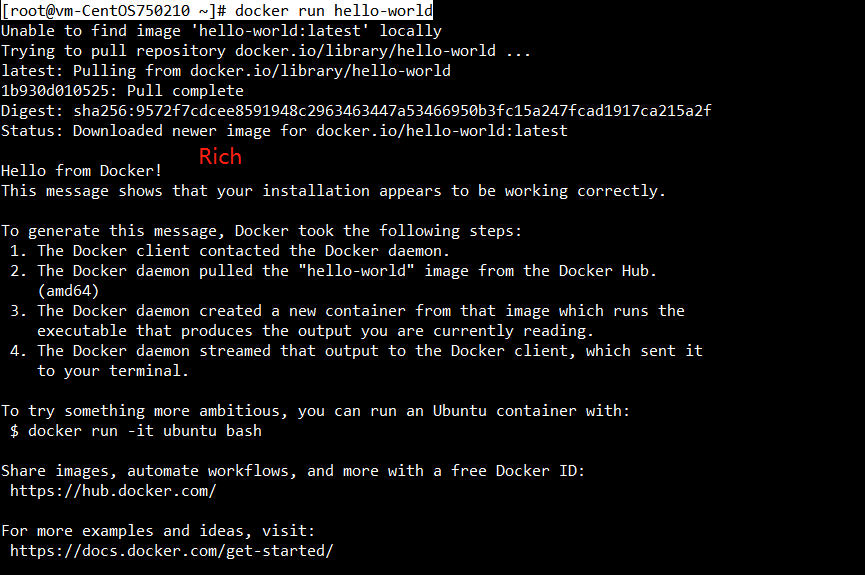 [root@vm-CentOS750210 ~]# docker run hello-world
Unable to find image 'hello-world:latest' locally
Trying to pull repository docker.io/library/hello-world ...
latest: Pulling from docker.io/library/hello-world
1b930d010525: Pull complete
Digest: sha256:9572f7cdcee8591948c2963463447a53466950b3fc15a247fcad1917ca215a2f
Status: Downloaded newer image for docker.io/hello-world:latest
Rich
Hello from Docker!
This message shows that your installation appears to be working correctly.
To generate this message, Docker took the following steps:
1. The Docker client contacted the Docker daemon.
2. The Docker daemon pulled the "hello-world" image from the Docker Hub.
(amd64)
3. The Docker daemon created a new container from that image which runs the
executable that produces the output you are currently reading.
4. The Docker daemon streamed that output to the Docker client, which sent it
to your terminal.
To try something more ambitious, you can run an Ubuntu container with:
$ docker run -it ubuntu bash
Share images, automate workflows, and more with a free Docker ID:
https://hub.docker.com/
For more examples and ideas, visit:
https://docs.docker.com/get-started/